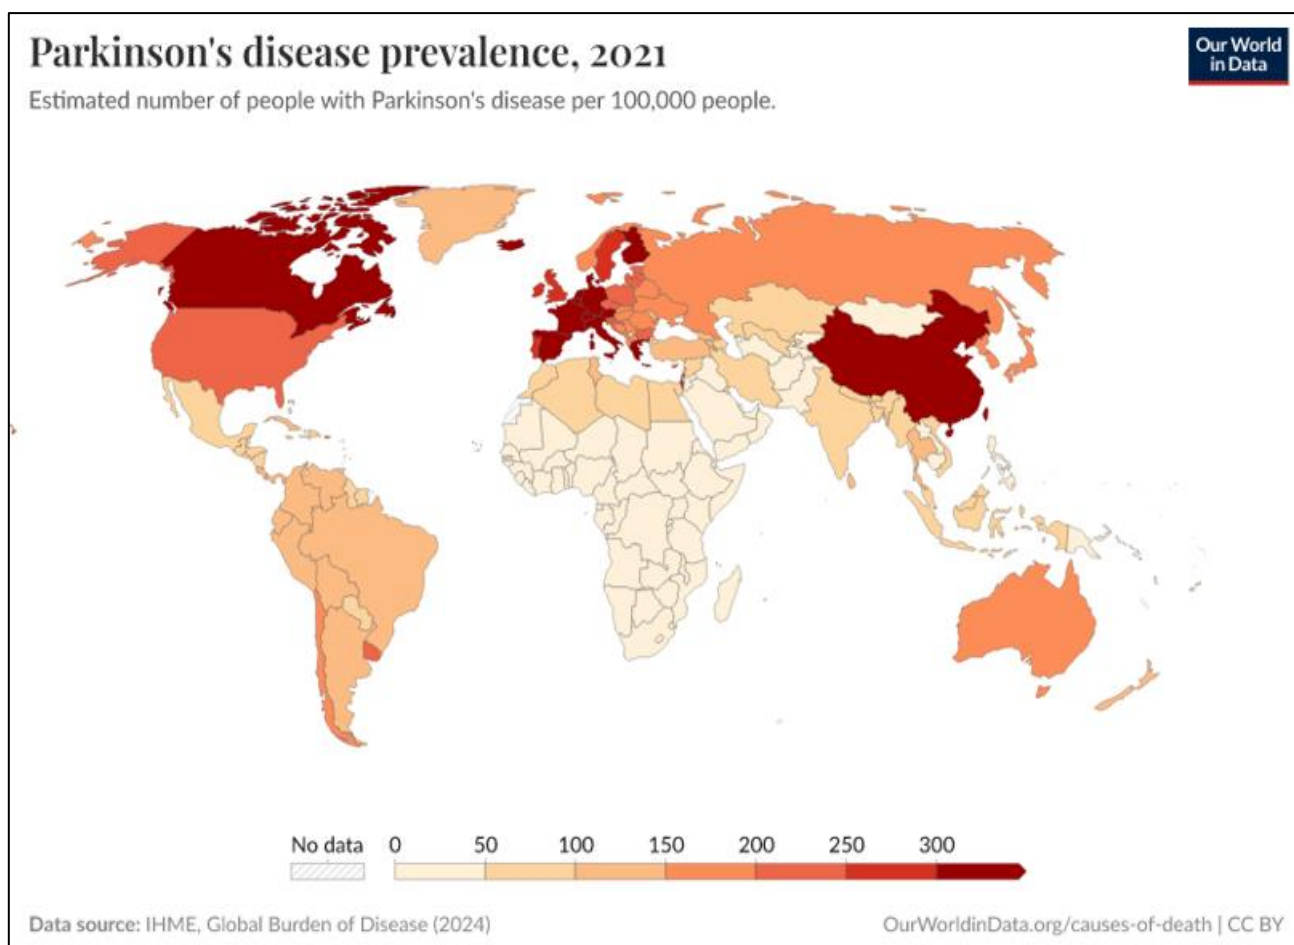 Parkinson's disease prevalence, 2021
Our World
in Data
Estimated number of people with Parkinson's disease per 100,000 people.
No data 0 50 100 150 200 250 300
Data source: IHME, Global Burden of Disease (2024)
OurWorldinData.org/causes-of-death | CC BY